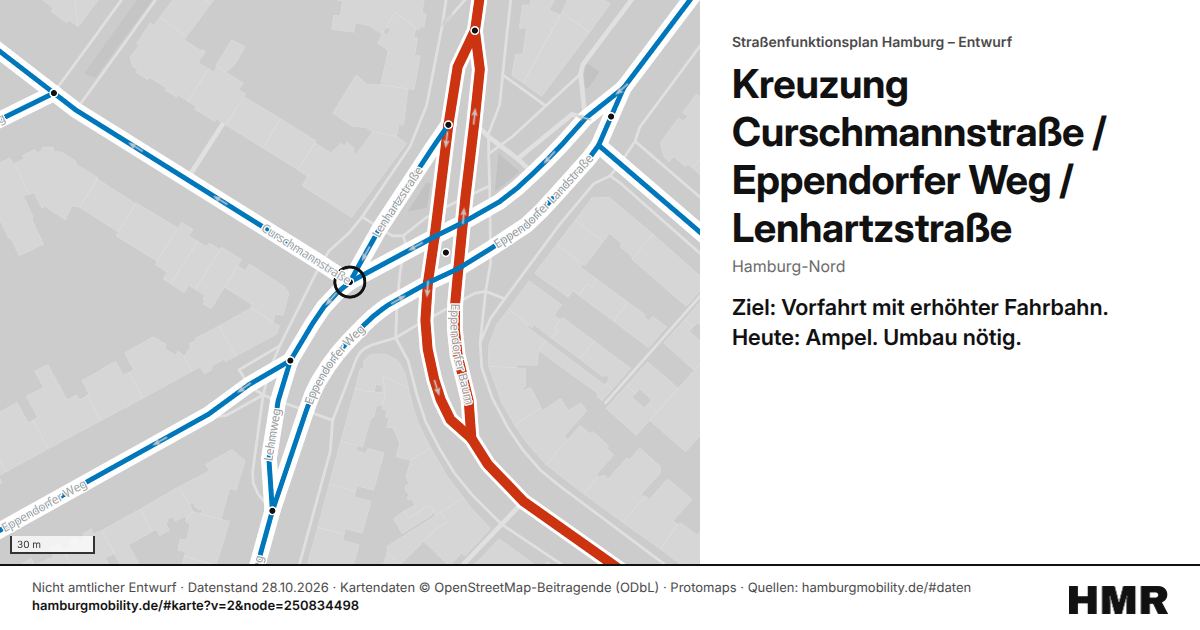 Straßenfunktionsplan Hamburg – Entwurf
Kreuzung
Curschmannstraße /
Eppendorfer Weg /
Lenhartzstraße
Hamburg-Nord
Ziel: Vorfahrt mit erhöhter Fahrbahn.
Heute: Ampel. Umbau nötig.
Lenhartzstraße
Eppendorfer Landstraße
Curschmannstraße
Eppendorfer Weg
Eppendorfer Baum
Lehmweg
Eppendorfer Weg
30 m
Nicht amtlicher Entwurf · Datenstand 28.10.2026 · Kartendaten © OpenStreetMap-Beitragende (ODbL) · Protomaps · Quellen: hamburgmobility.de/#daten
hamburgmobility.de/#karte?v=2&node=250834498
HMR